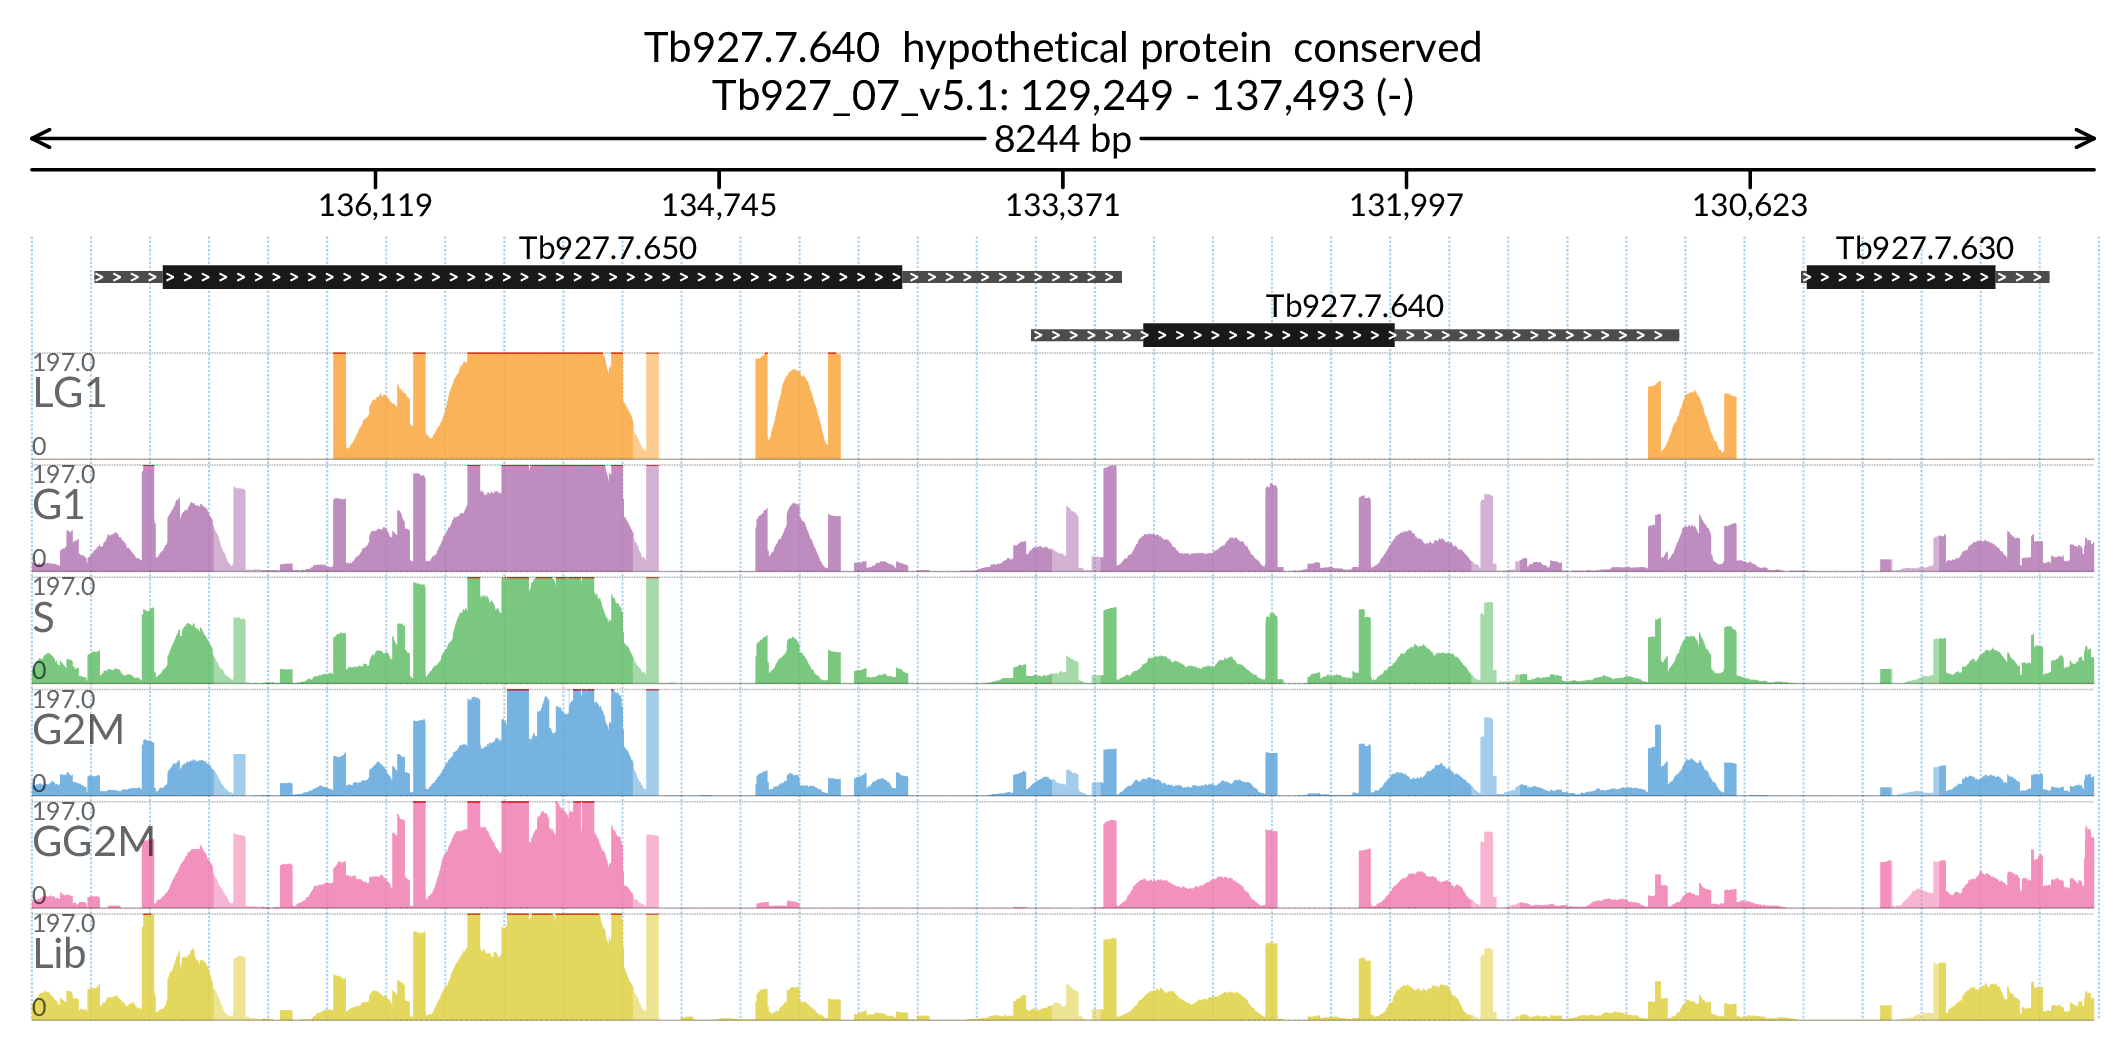 Tb927.7.640  hypothetical protein  conserved
Tb927_07_v5.1: 129,249 - 137,493 (-)
8244 bp
136,119 134,745 133,371 131,997 130,623
Tb927.7.650 Tb927.7.630
Tb927.7.640
197.0
LG1
0
197.0
G1
0
197.0
S
0
197.0
G2M
0
197.0
GG2M
0
197.0
Lib
0